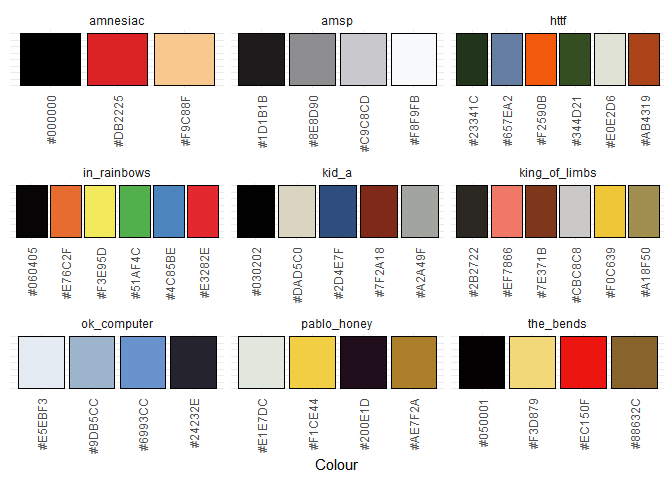 amnesiac
#000000
#DB2225
#F9C88F
amsp
#1D1B1B
#8E8D90
#C9C8CD
#F8F9FB
httf
#23341C
#657EA2
#F2590B
#344D21
#E0E2D6
#AB4319
in_rainbows
#060405
#E76C2F
#F3E95D
#51AF4C
#4C85BE
#E3282E
kid_a
#030202
#DAD5C0
#2D4E7F
#7F2A18
#A2A49F
king_of_limbs
#2B2722
#EF7866
#7E371B
#CBC8C8
#F0C639
#A18F50
ok_computer
#E5EBF3
#9DB5CC
#6993CC
#24232E
pablo_honey
#E1E7DC
#F1CE44
#200E1D
#AE7F2A
the_bends
#050001
#F3D879
#EC150F
#88632C
Colour